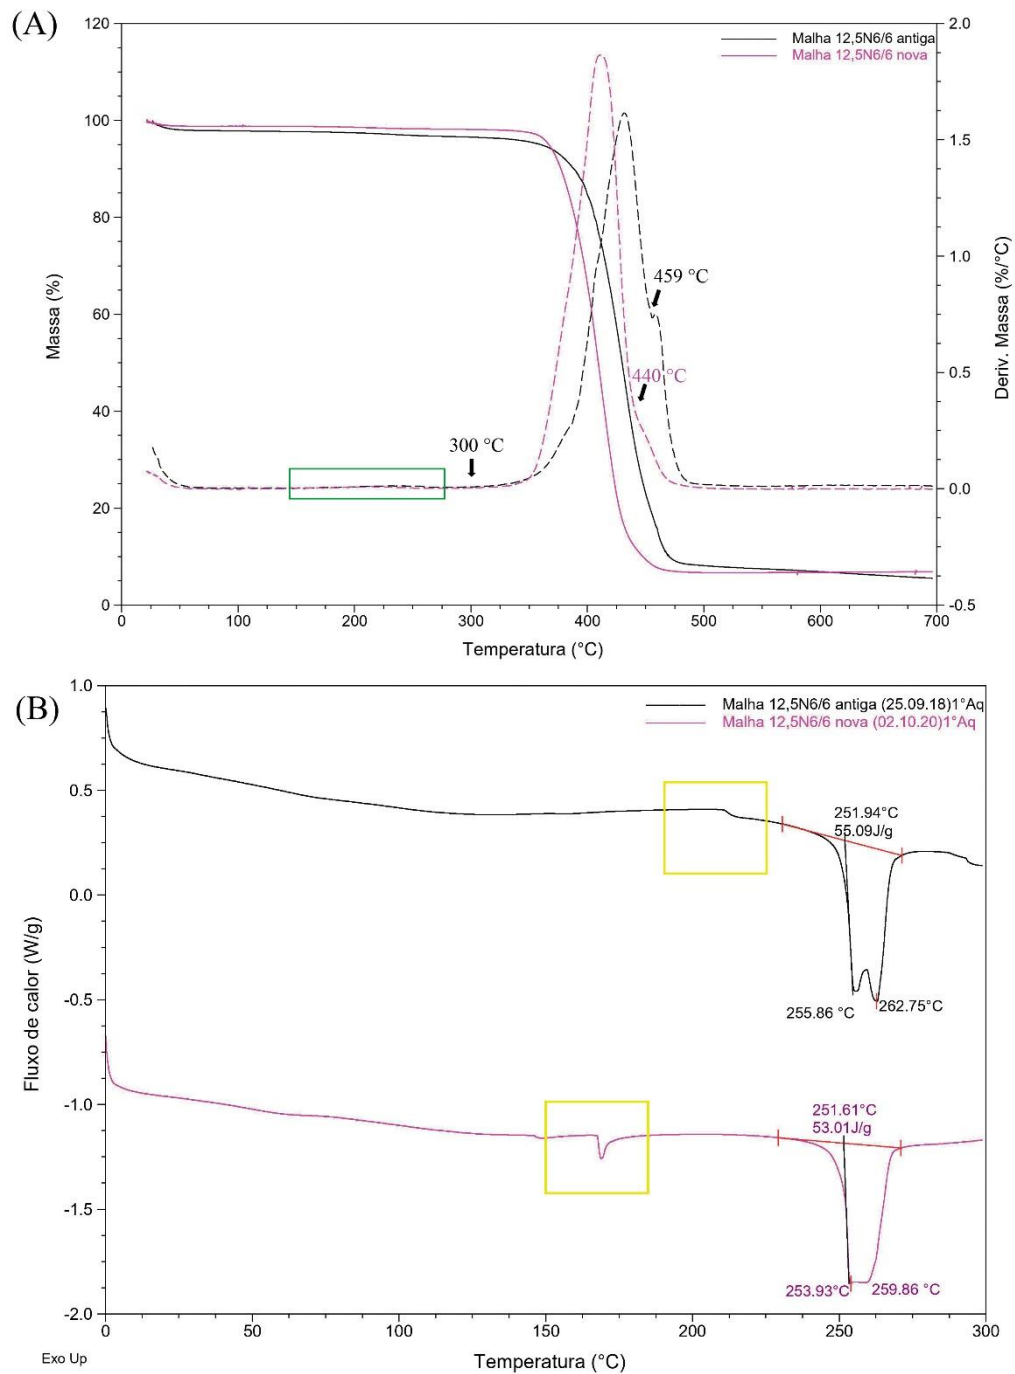 (A)
120
100
80
60
40
20
0
Massa (%)
2.0
1.5
1.0
0.5
0.0
-0.5
Deriv. Massa (%/°C)
Malha 12,5N6/6 antiga
Malha 12,5N6/6 nova
459 °C
440 °C
300 °C
0 100 200 300 400 500 600 700
Temperatura (°C)
(B)
1.0
0.5
0.0
-0.5
-1.0
-1.5
-2.0
Fluxo de calor (W/g)
Malha 12,5N6/6 antiga (25.09.18)1°Aq
Malha 12,5N6/6 nova (02.10.20)1°Aq
251.94°C
55.09J/g
255.86 °C
262.75°C
251.61°C
53.01J/g
253.93°C
259.86 °C
0 50 100 150 200 250 300
Exo Up
Temperatura (°C)